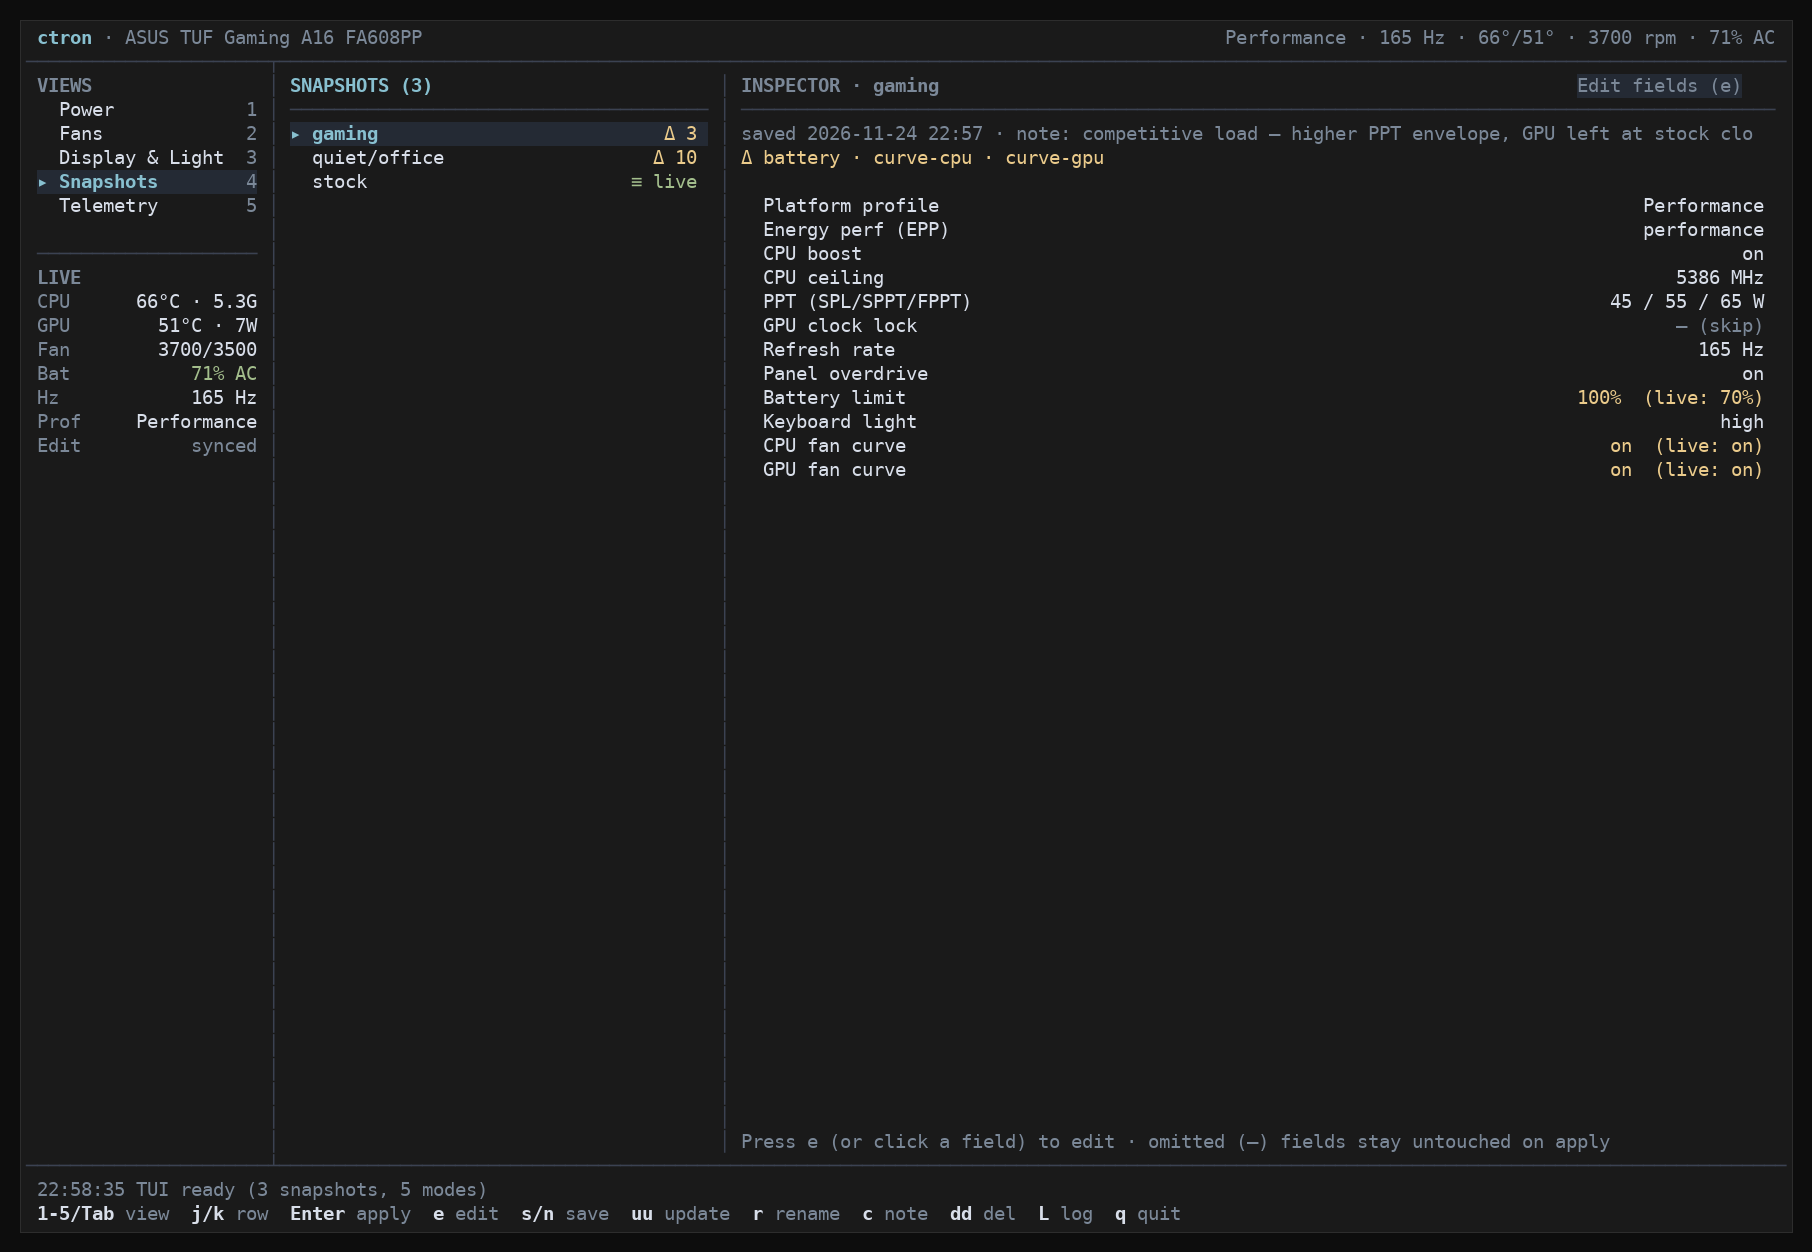 ctron · ASUS TUF Gaming A16 FA608PP
Performance · 165 Hz · 66°/51° · 3700 rpm · 71% AC
VIEWS
Power 1
Fans 2
Display & Light 3
▸ Snapshots 4
Telemetry 5
LIVE
CPU 66°C · 5.3G
GPU 51°C · 7W
Fan 3700/3500
Bat 71% AC
Hz 165 Hz
Prof Performance
Edit synced
SNAPSHOTS (3)
▸ gaming Δ 3
quiet/office Δ 10
stock ≡ live
INSPECTOR · gaming Edit fields (e)
saved 2026-11-24 22:57 · note: competitive load — higher PPT envelope, GPU left at stock clo
Δ battery · curve-cpu · curve-gpu
Platform profile Performance
Energy perf (EPP) performance
CPU boost on
CPU ceiling 5386 MHz
PPT (SPL/SPPT/FPPT) 45 / 55 / 65 W
GPU clock lock — (skip)
Refresh rate 165 Hz
Panel overdrive on
Battery limit 100% (live: 70%)
Keyboard light high
CPU fan curve on (live: on)
GPU fan curve on (live: on)
Press e (or click a field) to edit · omitted (—) fields stay untouched on apply
22:58:35 TUI ready (3 snapshots, 5 modes)
1-5/Tab view j/k row Enter apply e edit s/n save uu update r rename c note dd del L log q quit